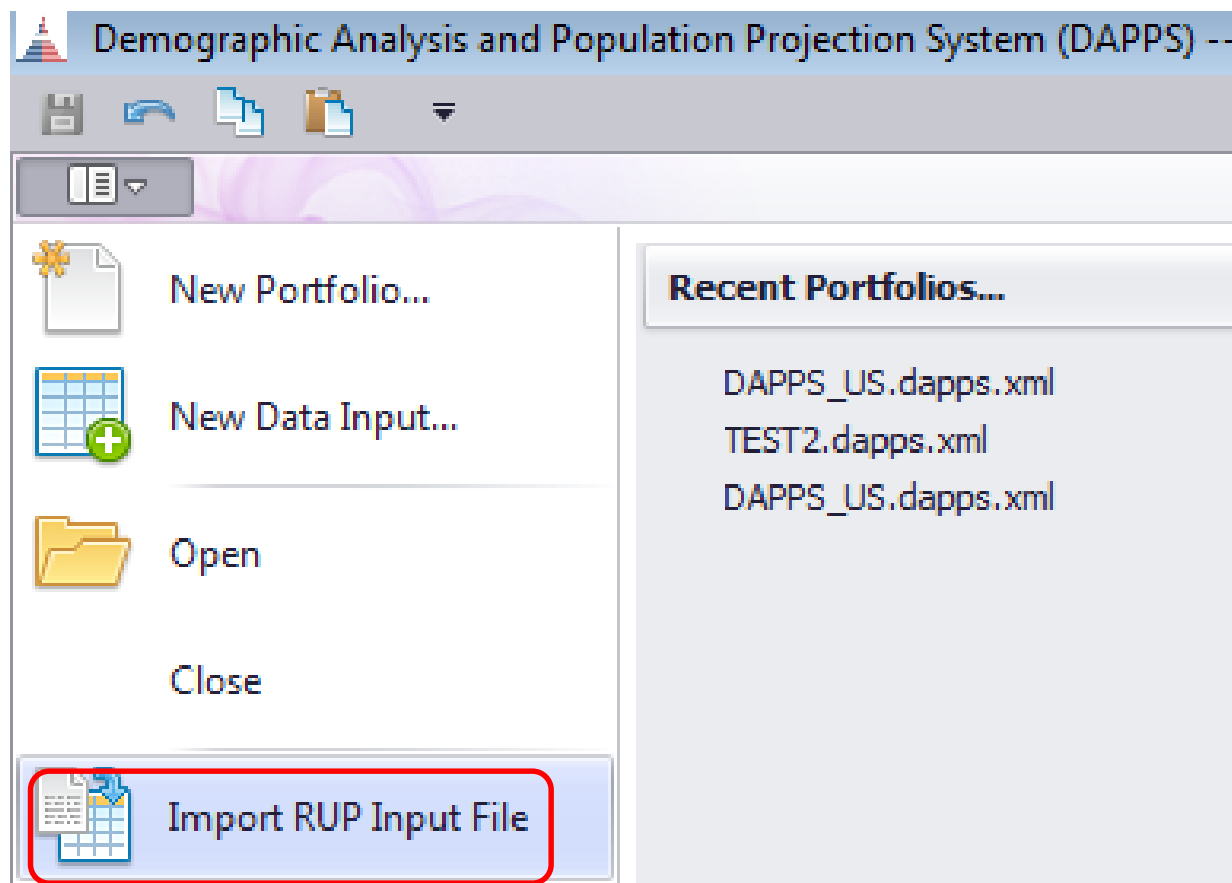 Demographic Analysis and Population Projection System (DAPPS) --
New Portfolio...
New Data Input...
Open
Close
Import RUP Input File
Recent Portfolios...
DAPPS_US.dapps.xml
TEST2.dapps.xml
DAPPS_US.dapps.xml